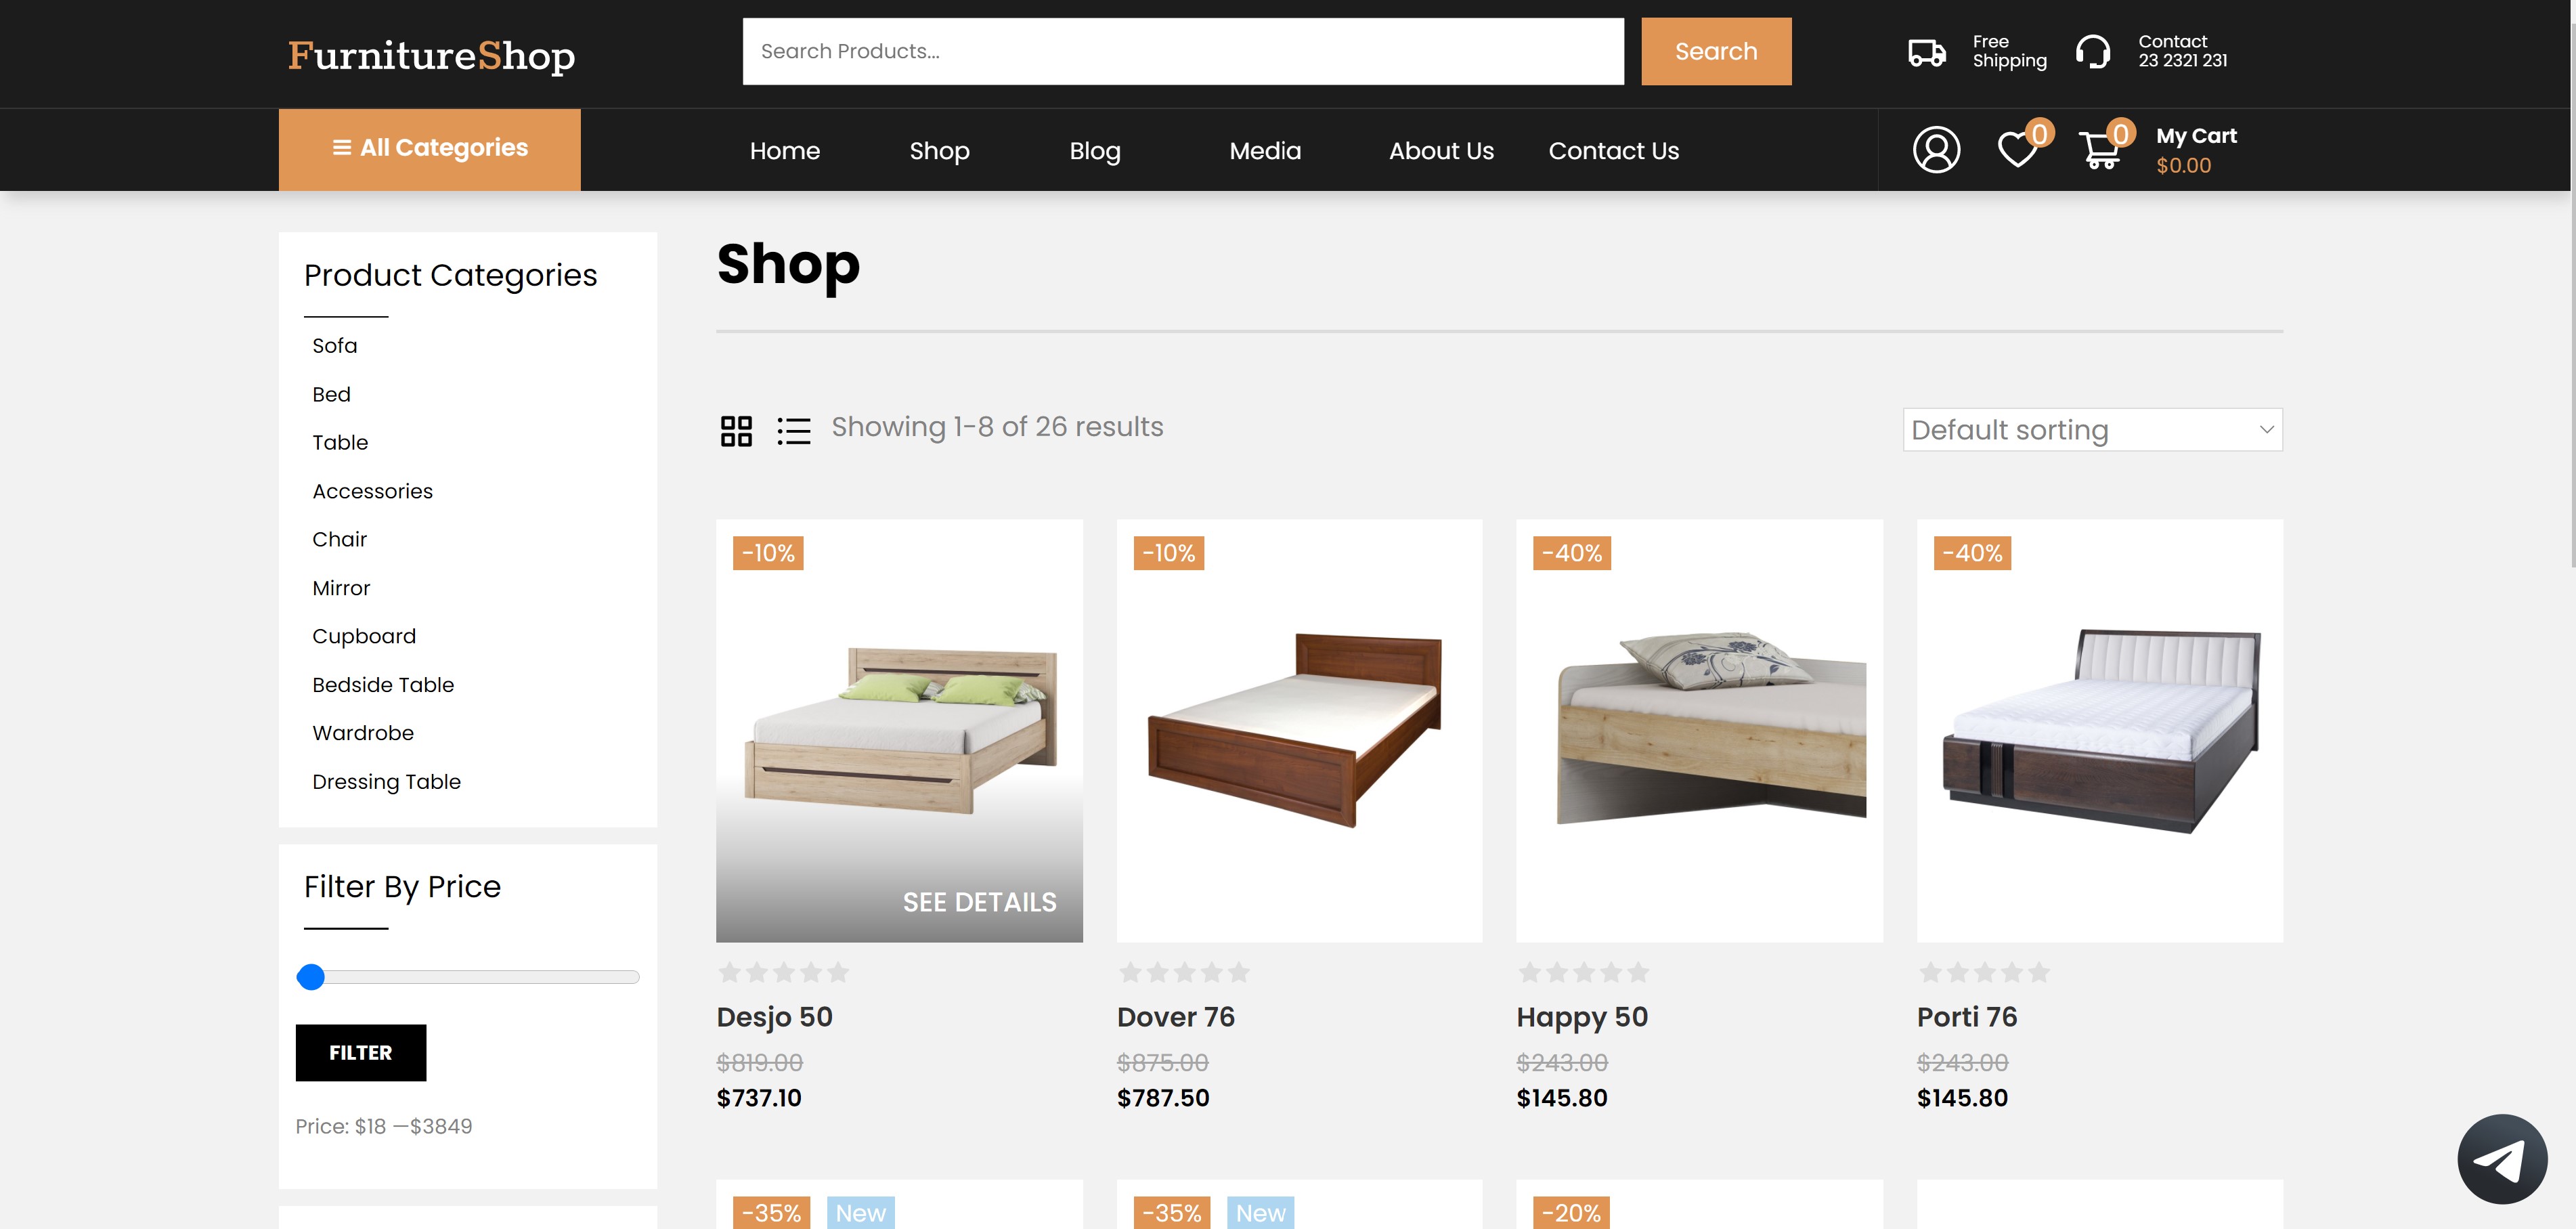 FurnitureShop
Search Products...
Search
Free
Shipping
Contact
23 2321 231
All Categories
Home
Shop
Blog
Media
About Us
Contact Us
0
0
My Cart
$0.00
Product Categories
Sofa
Bed
Table
Accessories
Chair
Mirror
Cupboard
Bedside Table
Wardrobe
Dressing Table
Filter By Price
FILTER
Price: $18 —$3849
Shop
Showing 1-8 of 26 results
Default sorting
-10%
SEE DETAILS
Desjo 50
$819.00
$737.10
-10%
Dover 76
$875.00
$787.50
-40%
Happy 50
$243.00
$145.80
-40%
Porti 76
$243.00
$145.80
-35%
New
-35%
New
-20%